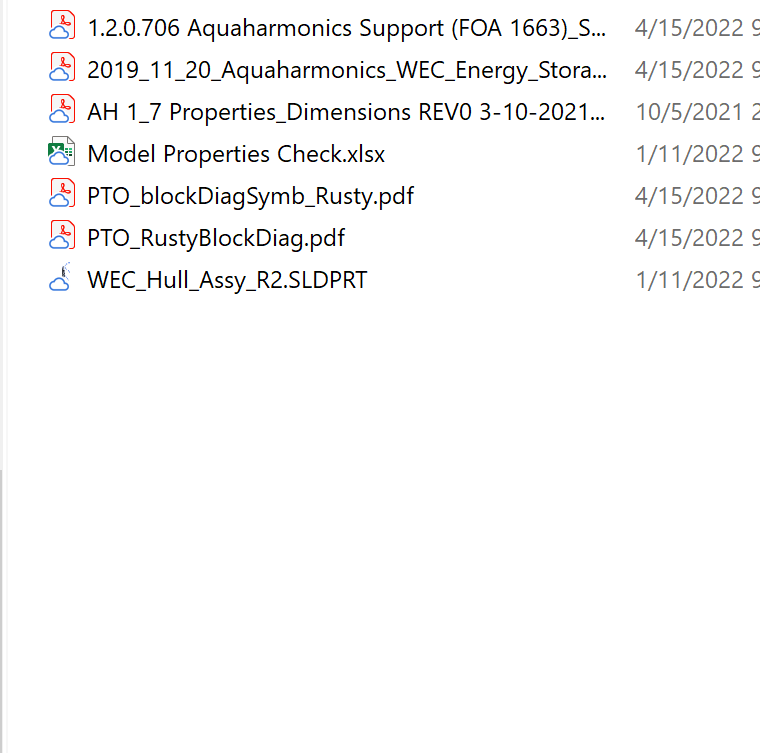 1.2.0.706 Aquaharmonics Support (FOA 1663)_S... 4/15/2022 9
2019_11_20_Aquaharmonics_WEC_Energy_Stora... 4/15/2022 9
AH 1_7 Properties_Dimensions REV0 3-10-2021... 10/5/2021 2
Model Properties Check.xlsx 1/11/2022 9
PTO_blockDiagSymb_Rusty.pdf 4/15/2022 9
PTO_RustyBlockDiag.pdf 4/15/2022 9
WEC_Hull_Assy_R2.SLDPRT 1/11/2022 9